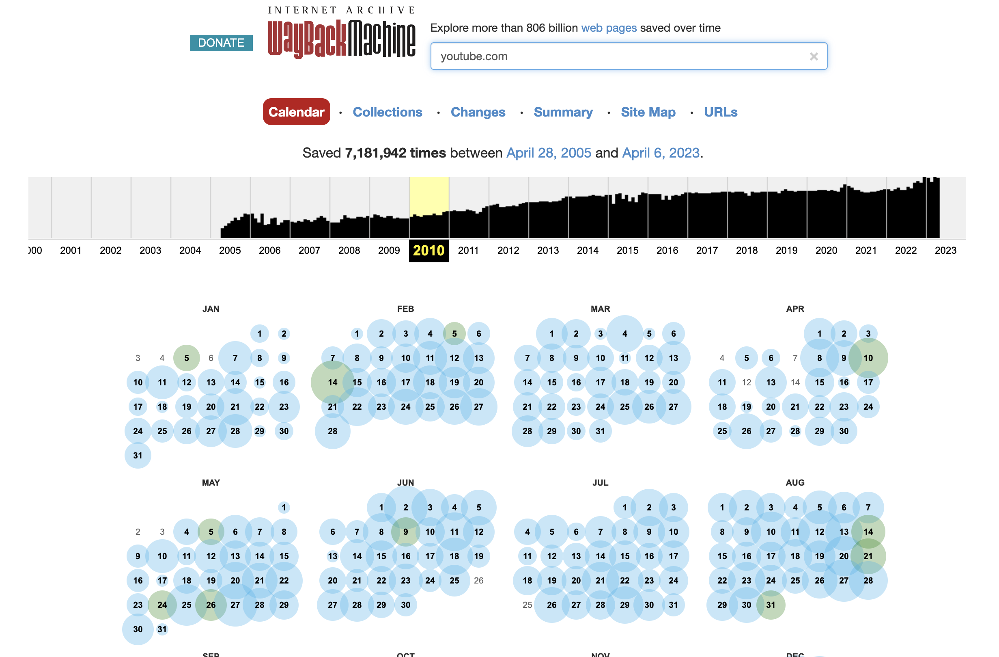 INTERNET ARCHIVE
WayBackMachine
DONATE
Explore more than 806 billion web pages saved over time
youtube.com
×
Calendar · Collections · Changes · Summary · Site Map · URLs
Saved 7,181,942 times between April 28, 2005 and April 6, 2023.
2001 2002 2003 2004 2005 2006 2007 2008 2009 2010 2011 2012 2013 2014 2015 2016 2017 2018 2019 2020 2021 2022 2023
JAN
1 2
3 4 5 6 7 8 9
10 11 12 13 14 15 16
17 18 19 20 21 22 23
24 25 26 27 28 29 30
31
FEB
1 2 3 4 5 6
7 8 9 10 11 12 13
14 15 16 17 18 19 20
21 22 23 24 25 26 27
28
MAR
1 2 3 4 5 6
7 8 9 10 11 12 13
14 15 16 17 18 19 20
21 22 23 24 25 26 27
28 29 30 31
APR
1 2 3
4 5 6 7 8 9 10
11 12 13 14 15 16 17
18 19 20 21 22 23 24
25 26 27 28 29 30
MAY
1
2 3 4 5 6 7 8
9 10 11 12 13 14 15
16 17 18 19 20 21 22
23 24 25 26 27 28 29
30 31
JUN
1 2 3 4 5
6 7 8 9 10 11 12
13 14 15 16 17 18 19
20 21 22 23 24 25 26
27 28 29 30
JUL
1 2 3
4 5 6 7 8 9 10
11 12 13 14 15 16 17
18 19 20 21 22 23 24
25 26 27 28 29 30 31
AUG
1 2 3 4 5 6 7
8 9 10 11 12 13 14
15 16 17 18 19 20 21
22 23 24 25 26 27 28
29 30 31
SEP
OCT
NOV
DEC